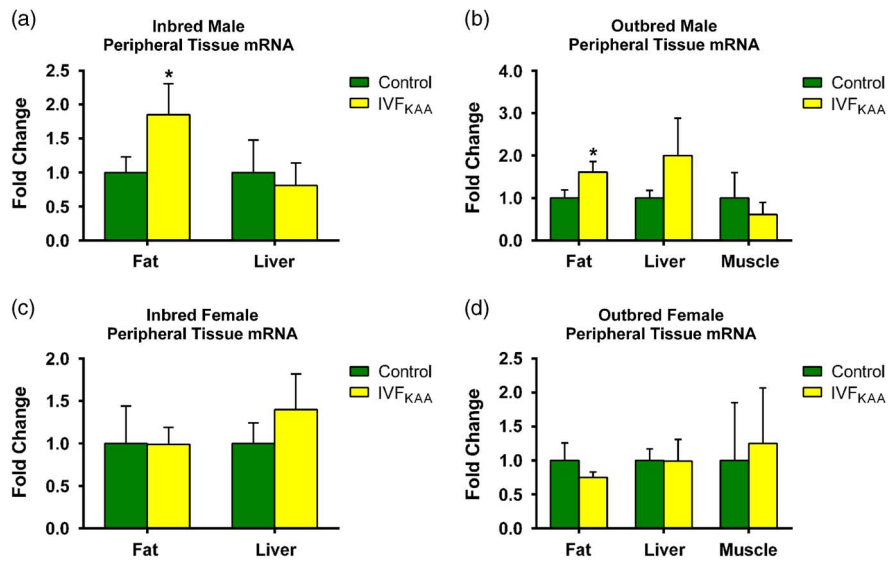 (a)
Inbred Male
Peripheral Tissue mRNA
2.5
2.0
1.5
1.0
0.5
0.0
Fold Change
*
Fat
Liver
Control
IVFKAA
(b)
Outbred Male
Peripheral Tissue mRNA
4.0
3.0
2.0
1.0
0.0
Fold Change
*
Fat
Liver
Muscle
Control
IVFKAA
(c)
Inbred Female
Peripheral Tissue mRNA
2.0
1.5
1.0
0.5
0.0
Fold Change
Fat
Liver
Control
IVFKAA
(d)
Outbred Female
Peripheral Tissue mRNA
2.5
2.0
1.5
1.0
0.5
0.0
Fold Change
Fat
Liver
Muscle
Control
IVFKAA